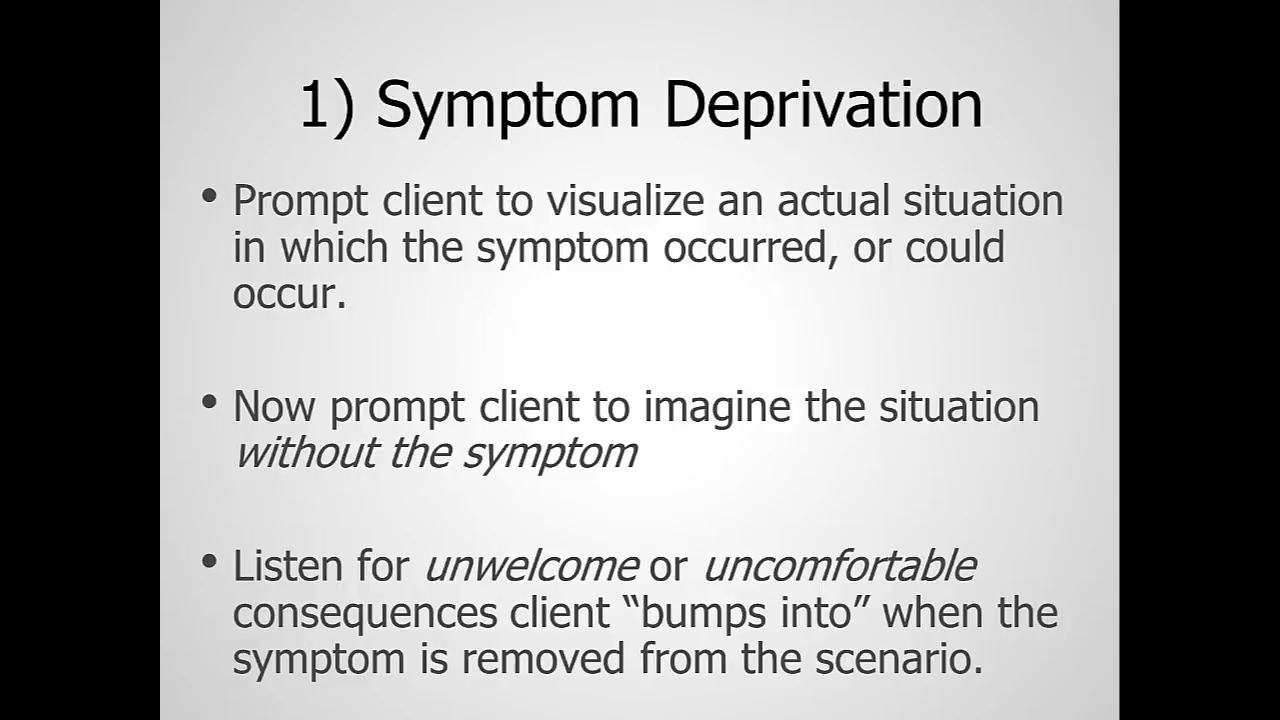 1) Symptom Deprivation
• Prompt client to visualize an actual situation
in which the symptom occurred, or could
occur.
• Now prompt client to imagine the situation
without the symptom
• Listen for unwelcome or uncomfortable
consequences client “bumps into” when the
symptom is removed from the scenario.